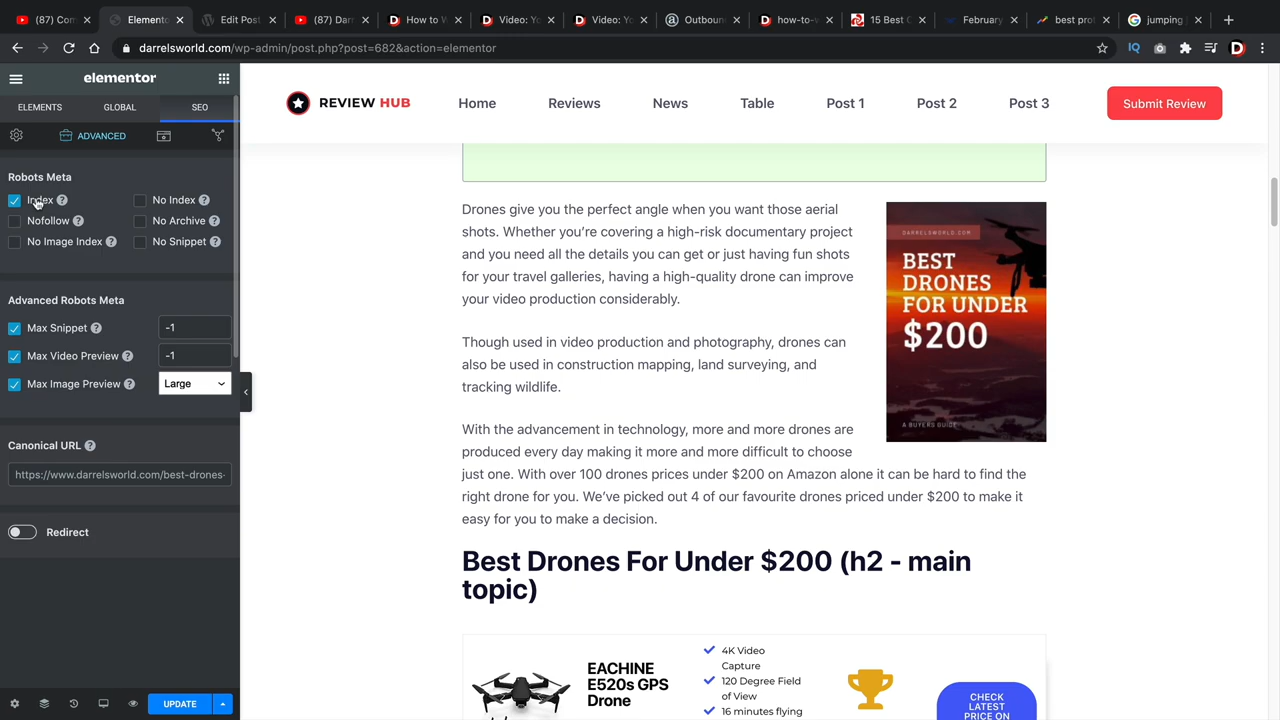 (87) Com
Elemento
Edit Post
(87) Darr
How to W
Video: Yo
Video: Yo
Outboun
how-to-v
15 Best G
February
best prot
jumping j
darrelsworld.com/wp-admin/post.php?post=682&action=elementor
IQ
D
elementor
ELEMENTS
GLOBAL
SEO
ADVANCED
Robots Meta
Index ?
No Index ?
Nofollow ?
No Archive ?
No Image Index ?
No Snippet ?
Advanced Robots Meta
Max Snippet ?
-1
Max Video Preview ?
-1
Max Image Preview ?
Large
Canonical URL ?
https://www.darrelsworld.com/best-drones-
Redirect
UPDATE
REVIEW HUB
Home
Reviews
News
Table
Post 1
Post 2
Post 3
Submit Review
Drones give you the perfect angle when you want those aerial
shots. Whether you're covering a high-risk documentary project
and you need all the details you can get or just having fun shots
for your travel galleries, having a high-quality drone can improve
your video production considerably.
Though used in video production and photography, drones can
also be used in construction mapping, land surveying, and
tracking wildlife.
With the advancement in technology, more and more drones are
produced every day making it more and more difficult to choose
just one. With over 100 drones prices under $200 on Amazon alone it can be hard to find the
right drone for you. We've picked out 4 of our favourite drones priced under $200 to make it
easy for you to make a decision.
DARRELSWORLD.COM
BEST
DRONES
FOR UNDER
$200
A BUYERS GUIDE
Best Drones For Under $200 (h2 - main
topic)
EACHINE
E520s GPS
Drone
4K Video
Capture
120 Degree Field
of View
16 minutes flying
CHECK
LATEST
PRICE ON